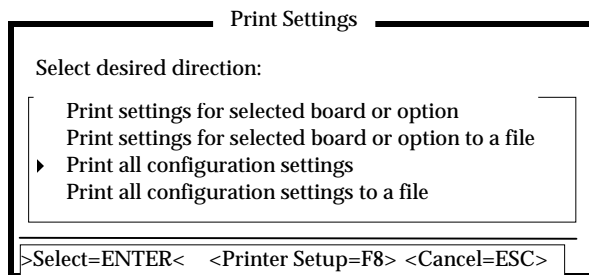 Print Settings
Select desired direction:
Print settings for selected board or option
Print settings for selected board or option to a file
Print all configuration settings
Print all configuration settings to a file
>Select=ENTER< <Printer Setup=F8> <Cancel=ESC>